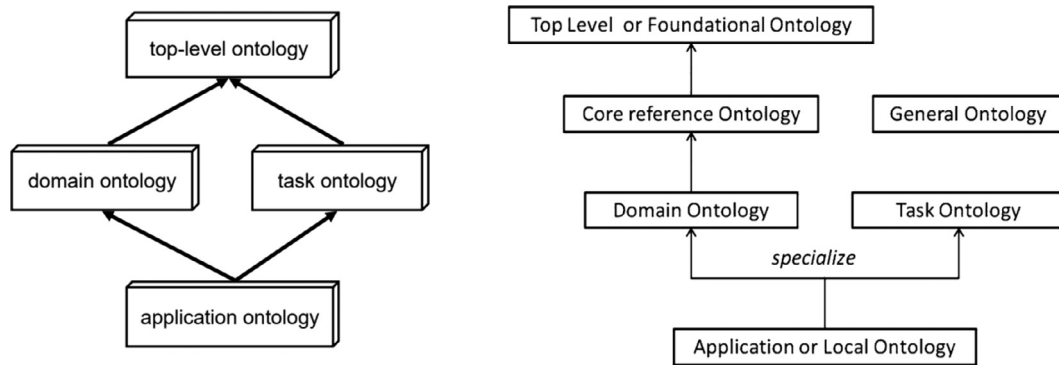 top-level ontology
domain ontology
task ontology
application ontology
Top Level or Foundational Ontology
Core reference Ontology
General Ontology
Domain Ontology
Task Ontology
specialize
Application or Local Ontology